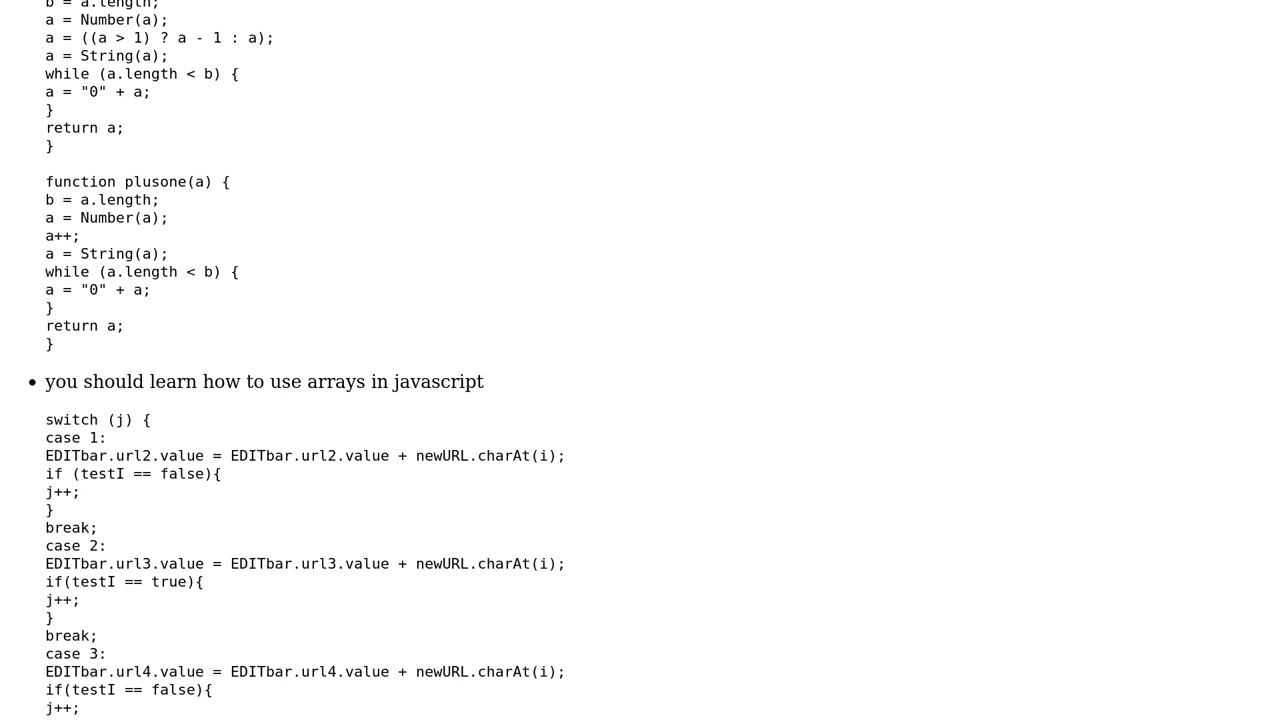 b = a.length;
a = Number(a);
a = ((a > 1) ? a - 1 : a);
a = String(a);
while (a.length < b) {
a = "0" + a;
}
return a;
}
function plusone(a) {
b = a.length;
a = Number(a);
a++;
a = String(a);
while (a.length < b) {
a = "0" + a;
}
return a;
}
• you should learn how to use arrays in javascript
switch (j) {
case 1:
EDITbar.url2.value = EDITbar.url2.value + newURL.charAt(i);
if (testI == false){
j++;
}
break;
case 2:
EDITbar.url3.value = EDITbar.url3.value + newURL.charAt(i);
if(testI == true){
j++;
}
break;
case 3:
EDITbar.url4.value = EDITbar.url4.value + newURL.charAt(i);
if(testI == false){
j++;